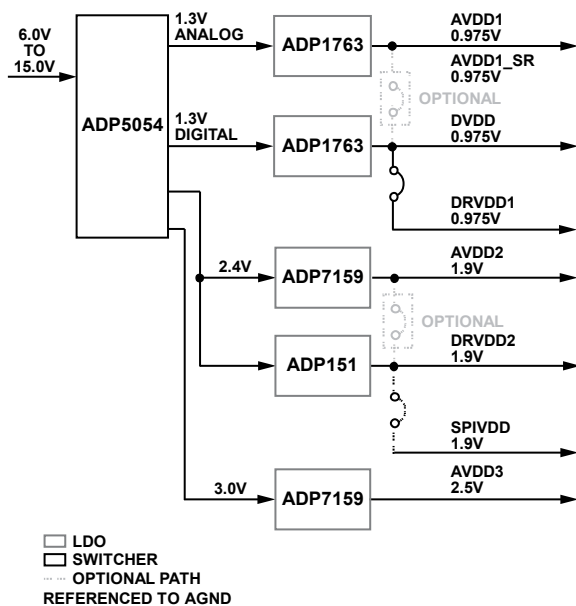 6.0V
TO
15.0V
ADP5054
1.3V
ANALOG
ADP1763
AVDD1
0.975V
AVDD1_SR
0.975V
OPTIONAL
1.3V
DIGITAL
ADP1763
DVDD
0.975V
DRVDD1
0.975V
2.4V
ADP7159
AVDD2
1.9V
OPTIONAL
ADP151
DRVDD2
1.9V
SPIVDD
1.9V
3.0V
ADP7159
AVDD3
2.5V
LDO
SWITCHER
OPTIONAL PATH
REFERENCED TO AGND